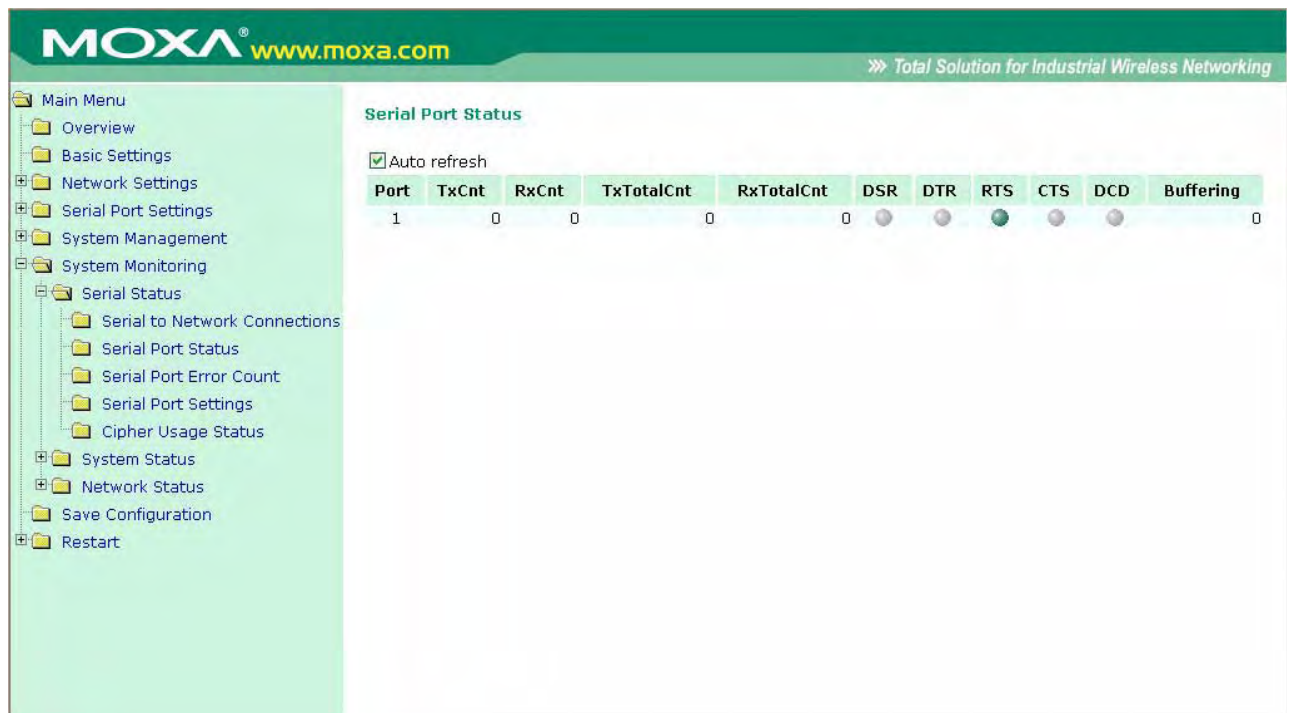 MOXA® www.moxa.com
»» Total Solution for Industrial Wireless Networking
Main Menu
Overview
Basic Settings
Network Settings
Serial Port Settings
System Management
System Monitoring
Serial Status
Serial to Network Connections
Serial Port Status
Serial Port Error Count
Serial Port Settings
Cipher Usage Status
System Status
Network Status
Save Configuration
Restart
Serial Port Status
Auto refresh
Port TxCnt RxCnt TxTotalCnt RxTotalCnt DSR DTR RTS CTS DCD Buffering
1 0 0 0 0 0